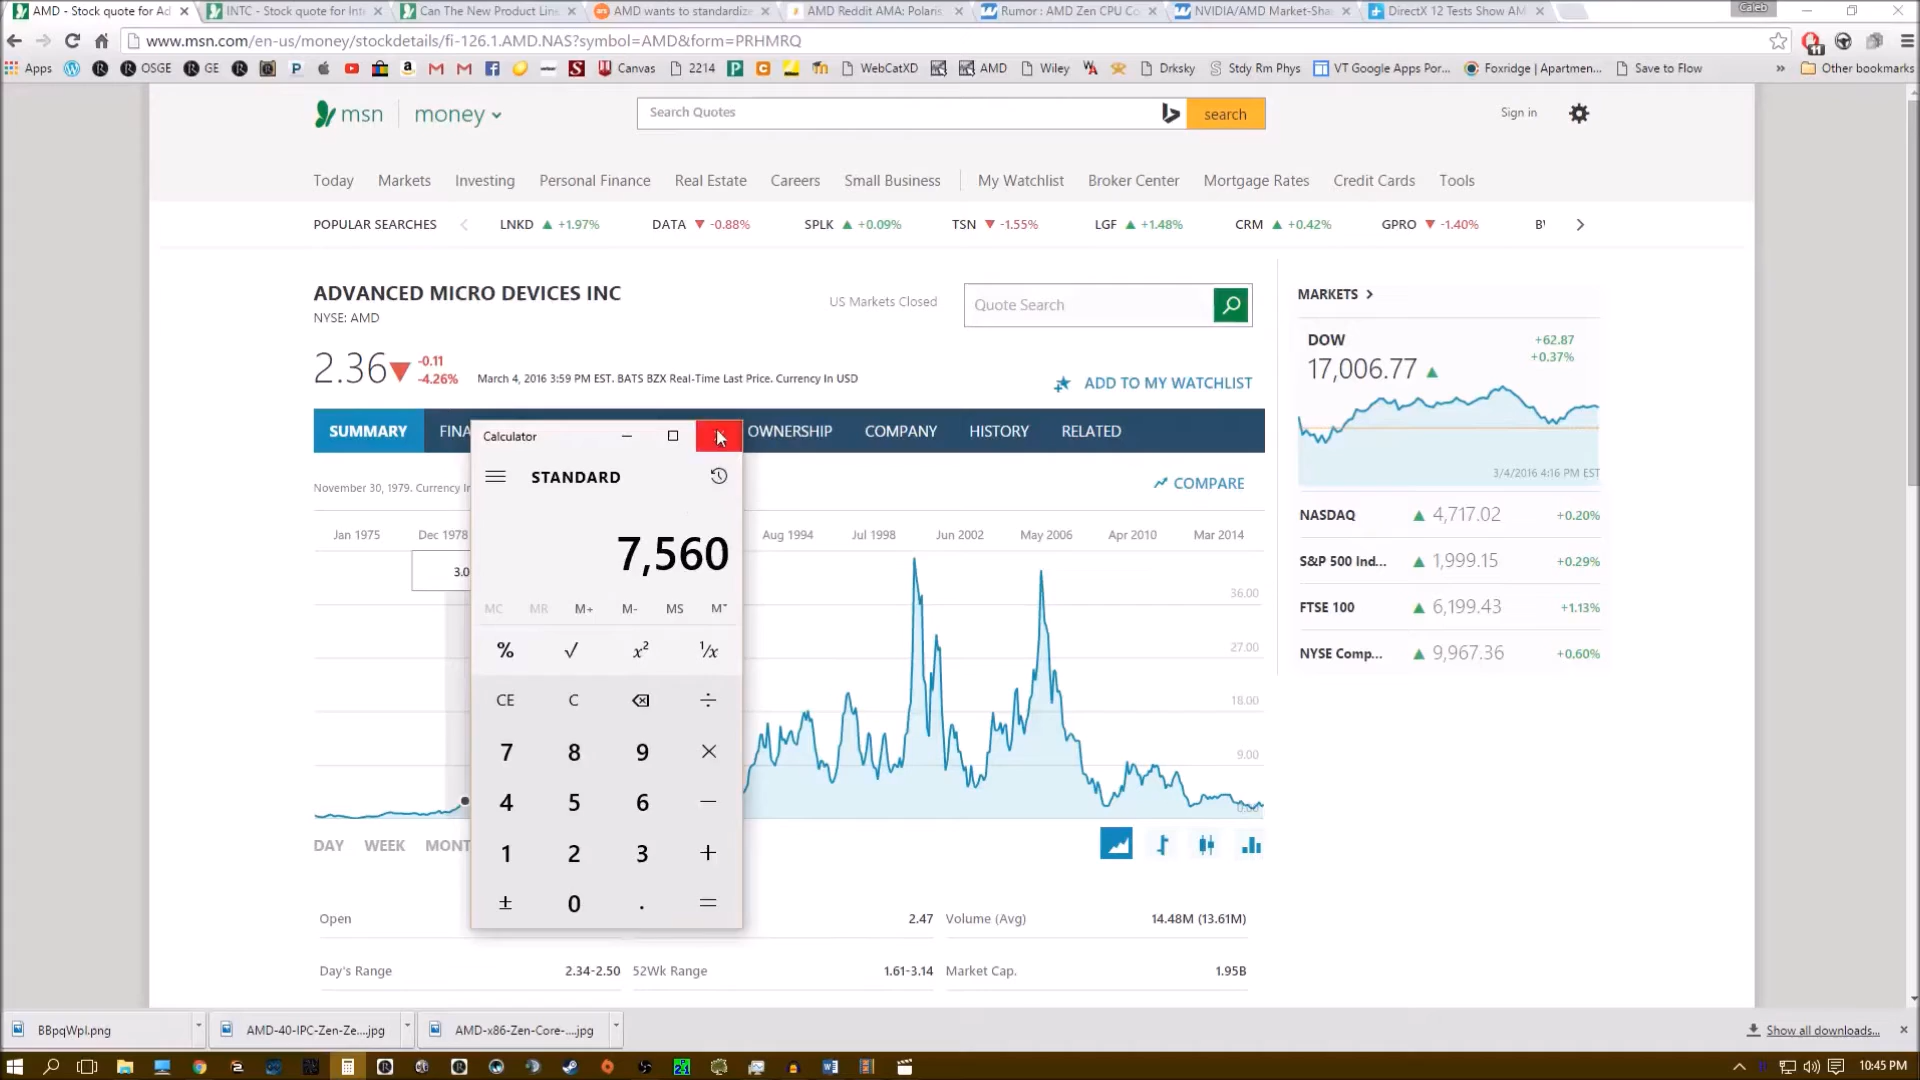 AMD - Stock quote for Ad
INTC - Stock quote for Int
Can The New Product Line
AMD wants to standardize
AMD Reddit AMA: Polaris,
Rumor : AMD Zen CPU Co
NVIDIA/AMD Market-Sha
DirectX 12 Tests Show AM
Caleb
www.msn.com/en-us/money/stockdetails/fi-126.1.AMD.NAS?symbol=AMD&form=PRHMRQ
11
Apps
OSGE
GE
Canvas
2214
WebCatXD
AMD
Wiley
Drksky
Stdy Rm Phys
VT Google Apps Por...
Foxridge | Apartmen...
Save to Flow
»
Other bookmarks
msn
money
Search Quotes
search
Sign in
Today
Markets
Investing
Personal Finance
Real Estate
Careers
Small Business
My Watchlist
Broker Center
Mortgage Rates
Credit Cards
Tools
POPULAR SEARCHES
LNKD ▲ +1.97%
DATA ▼ -0.88%
SPLK ▲ +0.09%
TSN ▼ -1.55%
LGF ▲ +1.48%
CRM ▲ +0.42%
GPRO ▼ -1.40%
ADVANCED MICRO DEVICES INC
NYSE: AMD
US Markets Closed
Quote Search
2.36
-0.11
-4.26%
March 4, 2016 3:59 PM EST. BATS BZX Real-Time Last Price. Currency In USD
ADD TO MY WATCHLIST
SUMMARY
FINA
OWNERSHIP
COMPANY
HISTORY
RELATED
November 30, 1979. Currency In
COMPARE
Jan 1975
Dec 1978
Aug 1994
Jul 1998
Jun 2002
May 2006
Apr 2010
Mar 2014
3.0
36.00
27.00
18.00
9.00
0.00
DAY
WEEK
MONT
Open
2.47
Volume (Avg)
14.48M (13.61M)
Day's Range
2.34-2.50
52Wk Range
1.61-3.14
Market Cap.
1.95B
Calculator
STANDARD
7,560
MC MR M+ M- MS M˅
% √ x² ¹/x
CE C ÷
7 8 9 ×
4 5 6 −
1 2 3 +
± 0 . =
MARKETS
DOW
17,006.77
+62.87
+0.37%
3/4/2016 4:16 PM EST
NASDAQ ▲ 4,717.02 +0.20%
S&P 500 Ind... ▲ 1,999.15 +0.29%
FTSE 100 ▲ 6,199.43 +1.13%
NYSE Comp... ▲ 9,967.36 +0.60%
BBpqWpl.png
AMD-40-IPC-Zen-Ze....jpg
AMD-x86-Zen-Core-....jpg
Show all downloads...
10:45 PM